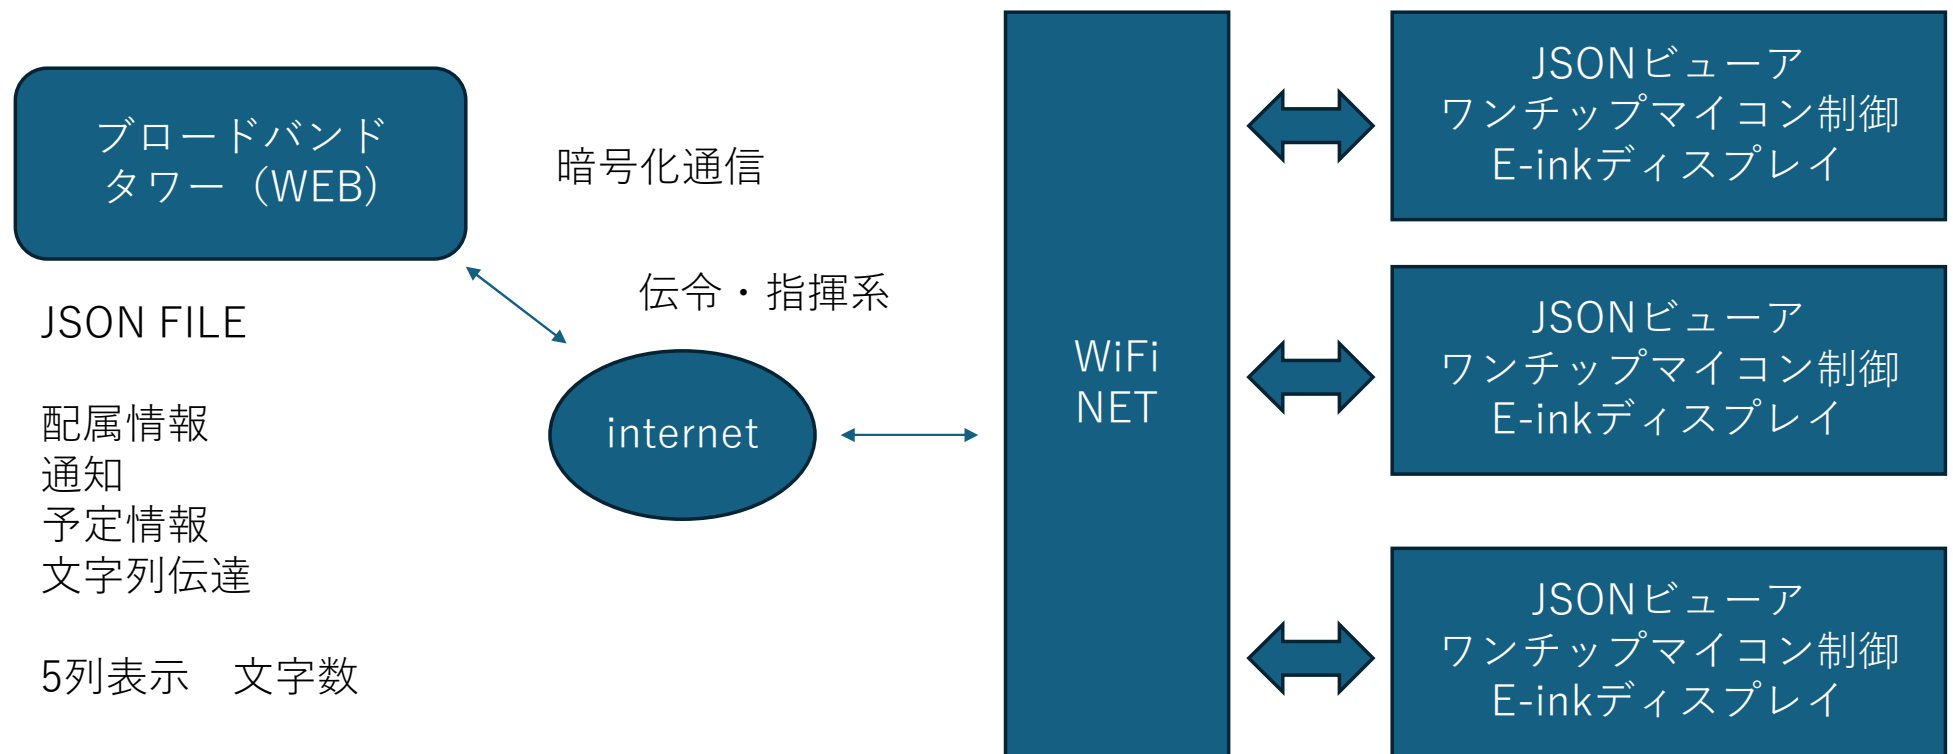 ブロードバンド
タワー（WEB）
暗号化通信
伝令・指揮系
JSON FILE
配属情報
通知
予定情報
文字列伝達
5列表示　文字数
internet
WiFi
NET
JSONビューア
ワンチップマイコン制御
E-inkディスプレイ
JSONビューア
ワンチップマイコン制御
E-inkディスプレイ
JSONビューア
ワンチップマイコン制御
E-inkディスプレイ